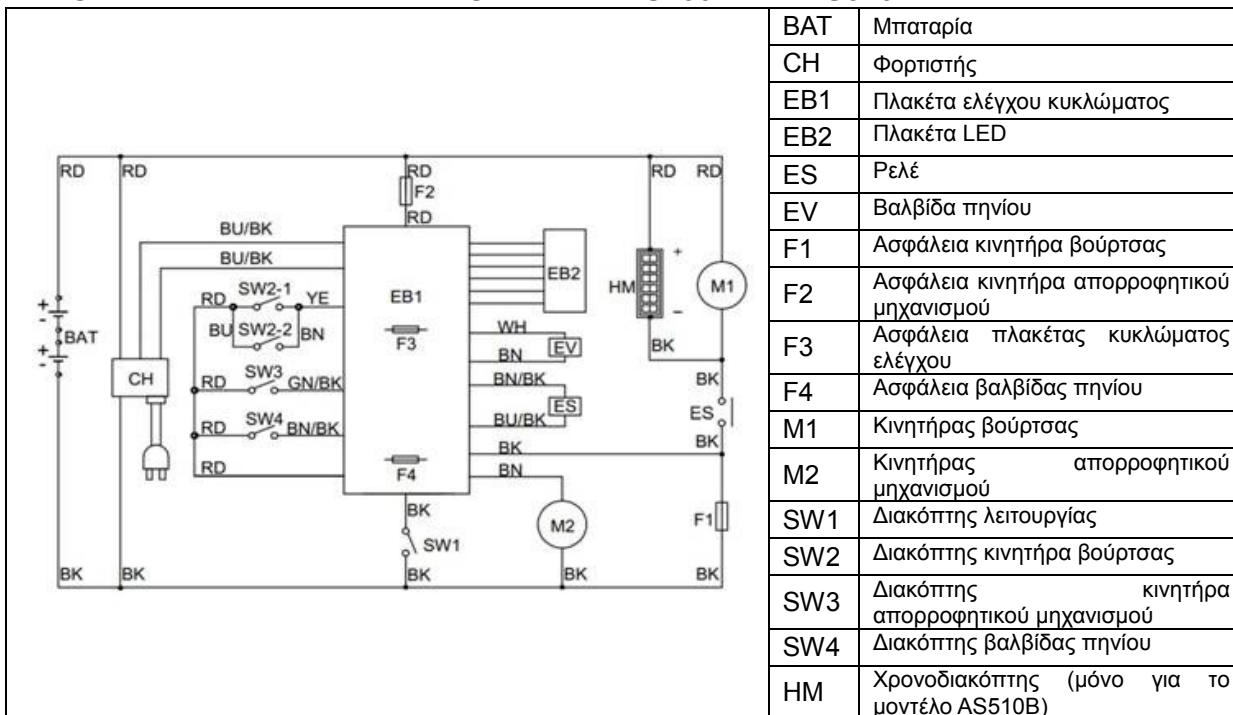 RD
RD
RD
F2
RD
RD
RD
BU/BK
BU/BK
SW2-1
RD
YE
EB1
EB2
HM
+
-
M1
BU
SW2-2
BN
F3
WH
EV
BN
BK
+
-
+
-
BAT
CH
SW3
RD
GN/BK
BN/BK
ES
BU/BK
BK
ES
BK
SW4
RD
BN/BK
BK
RD
F4
BN
BK
SW1
M2
F1
BK
BK
BK
BK
BK
BAT Μπαταρία
CH Φορτιστής
EB1 Πλακέτα ελέγχου κυκλώματος
EB2 Πλακέτα LED
ES Ρελέ
EV Βαλβίδα πηνίου
F1 Ασφάλεια κινητήρα βούρτσας
F2 Ασφάλεια κινητήρα απορροφητικού
μηχανισμού
F3 Ασφάλεια πλακέτας κυκλώματος
ελέγχου
F4 Ασφάλεια βαλβίδας πηνίου
M1 Κινητήρας βούρτσας
M2 Κινητήρας απορροφητικού
μηχανισμού
SW1 Διακόπτης λειτουργίας
SW2 Διακόπτης κινητήρα βούρτσας
SW3 Διακόπτης κινητήρα
απορροφητικού μηχανισμού
SW4 Διακόπτης βαλβίδας πηνίου
HM Χρονοδιακόπτης (μόνο για το
μοντέλο AS510B)